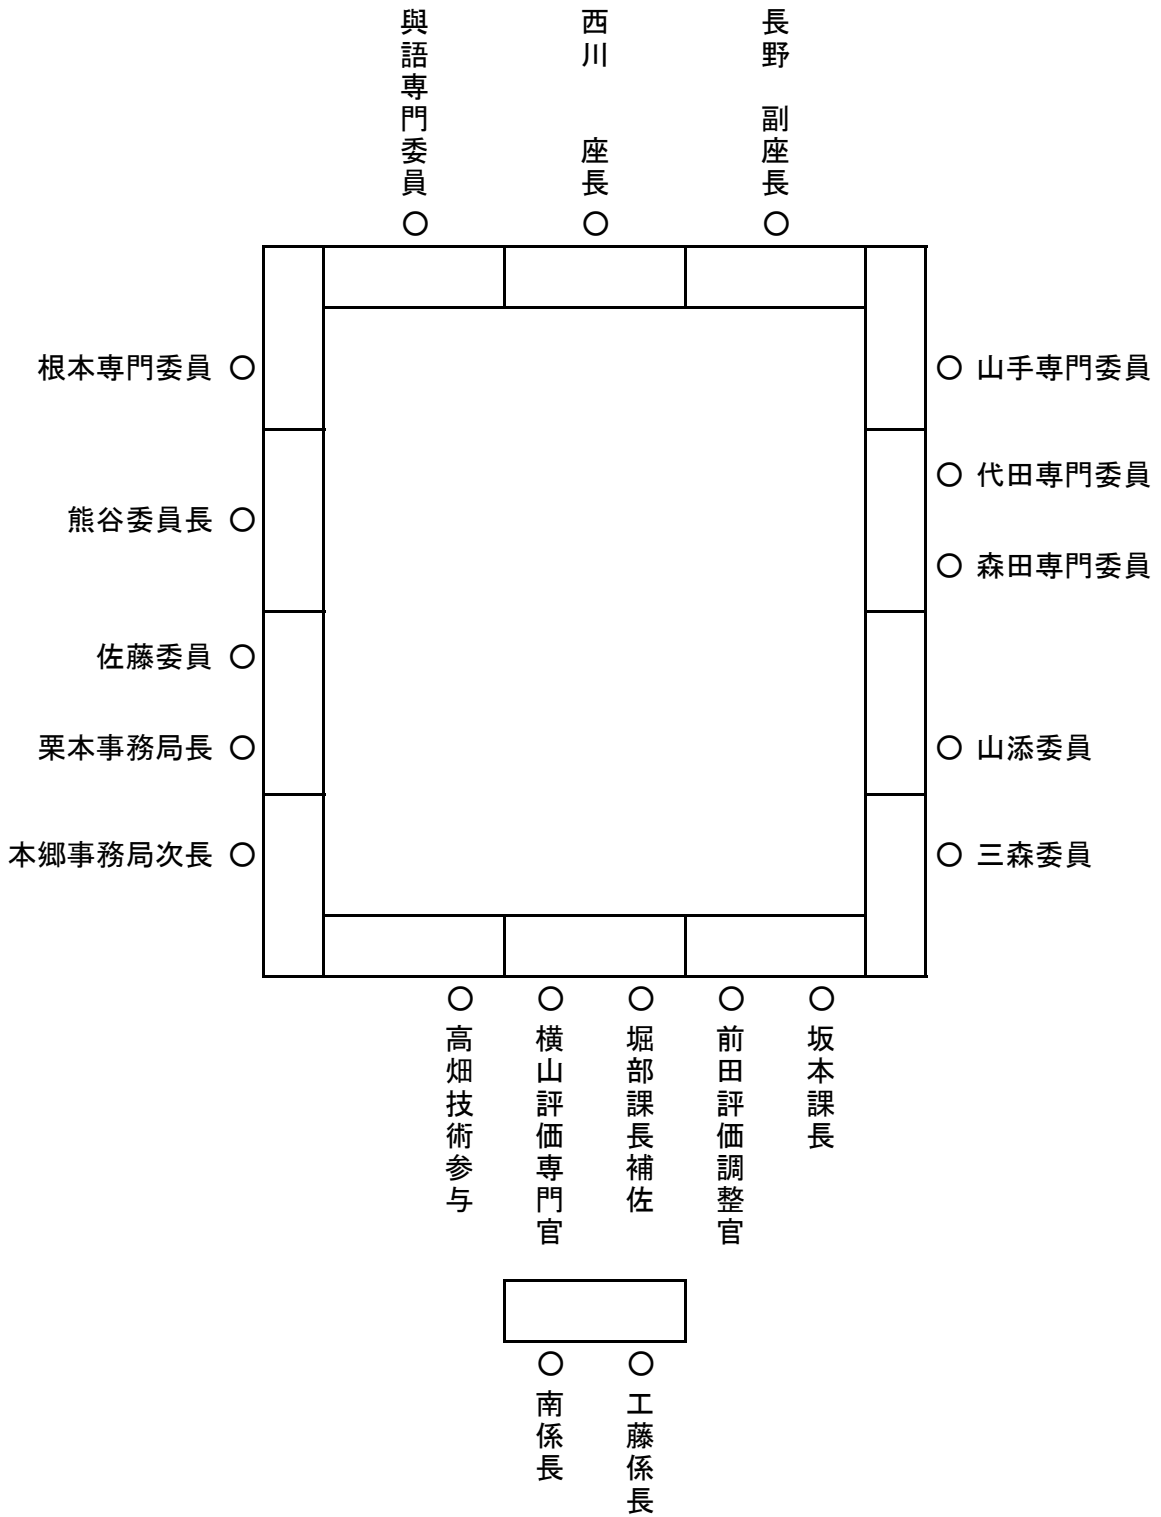 與語専門委員
西川 座長
長野 副座長
根本専門委員
山手専門委員
代田専門委員
熊谷委員長
森田専門委員
佐藤委員
栗本事務局長
山添委員
本郷事務局次長
三森委員
高畑技術参与
横山評価専門官
堀部課長補佐
前田評価調整官
坂本課長
南係長
工藤係長